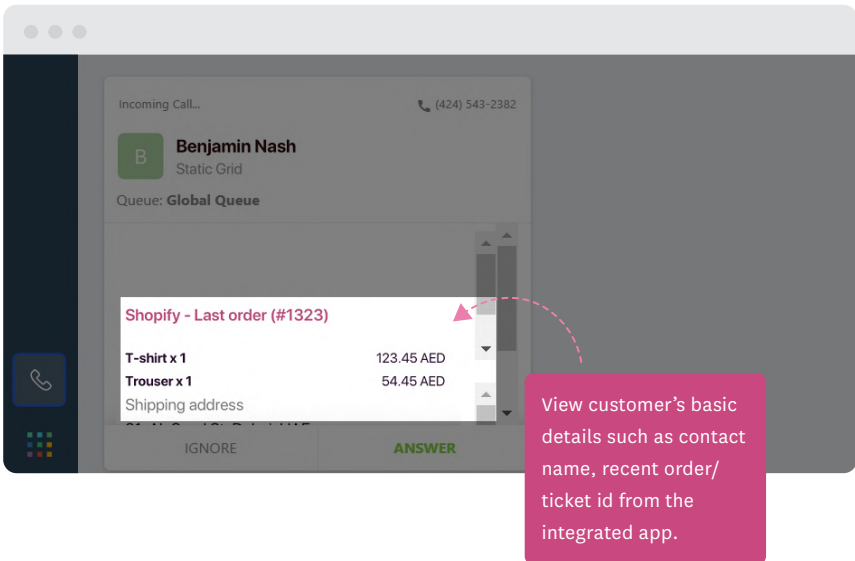 Incoming Call...
(424) 543-2382
B
Benjamin Nash
Static Grid
Queue: Global Queue
Shopify - Last order (#1323)
T-shirt x 1 123.45 AED
Trouser x 1 54.45 AED
Shipping address
IGNORE
ANSWER
View customer’s basic
details such as contact
name, recent order/
ticket id from the
integrated app.